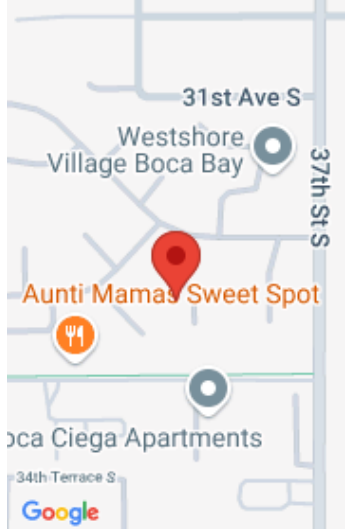 31st Ave S
Westshore
Village Boca Bay
37th St S
Aunti Mamas Sweet Spot
oca Ciega Apartments
34th Terrace S
Google